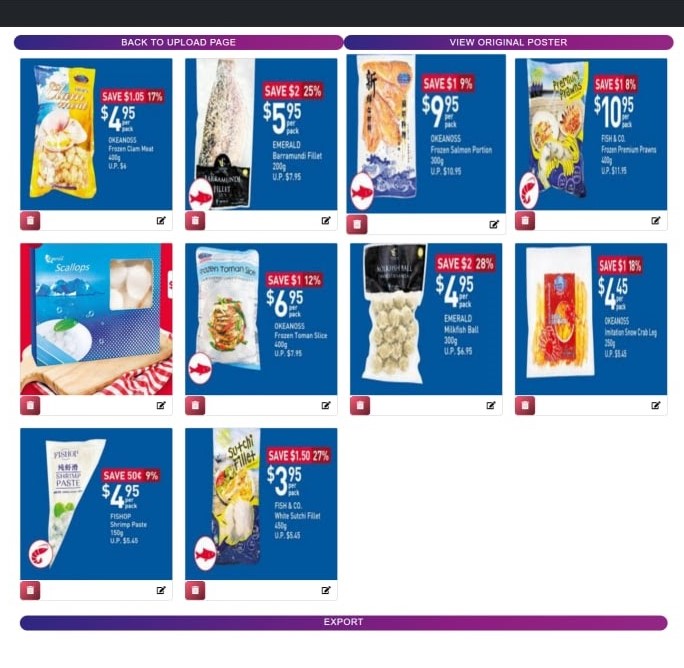 BACK TO UPLOAD PAGE
VIEW ORIGINAL POSTER
SAVE $1.05 17%
$4.95
per
pack
OKEANOSS
Frozen Clam Meat
400g
U.P. $6
SAVE $2 25%
$5.95
per
pack
EMERALD
Barramundi Fillet
200g
U.P. $7.95
BARRAMUNDI
FILLET
SAVE $1 9%
$9.95
per
pack
OKEANOSS
Frozen Salmon Portion
300g
U.P. $10.95
新
SAVE $1 8%
$10.95
per
pack
FISH & CO.
Frozen Premium Prawns
400g
U.P. $11.95
Premium
Prawns
Scallops
Frozen Toman Slice
SAVE $1 12%
$6.95
per
pack
OKEANOSS
Frozen Toman Slice
400g
U.P. $7.95
MILKFISH BALL
SAVE $2 28%
$4.95
per
pack
EMERALD
Milkfish Ball
300g
U.P. $6.95
SAVE $1 18%
$4.45
per
pack
OKEANOSS
Imitation Snow Crab Leg
250g
U.P. $5.45
FISHOP
纯虾滑
SHRIMP
PASTE
SAVE 50¢ 9%
$4.95
per
pack
FISHOP
Shrimp Paste
150g
U.P. $5.45
Sutchi
Fillet
SAVE $1.50 27%
$3.95
per
pack
FISH & CO.
White Sutchi Fillet
450g
U.P. $5.45
EXPORT